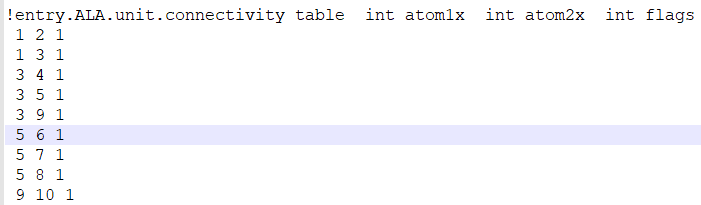 !entry.ALA.unit.connectivity table  int atom1x  int atom2x  int flags
 1 2 1
 1 3 1
 3 4 1
 3 5 1
 3 9 1
 5 6 1
 5 7 1
 5 8 1
 9 10 1